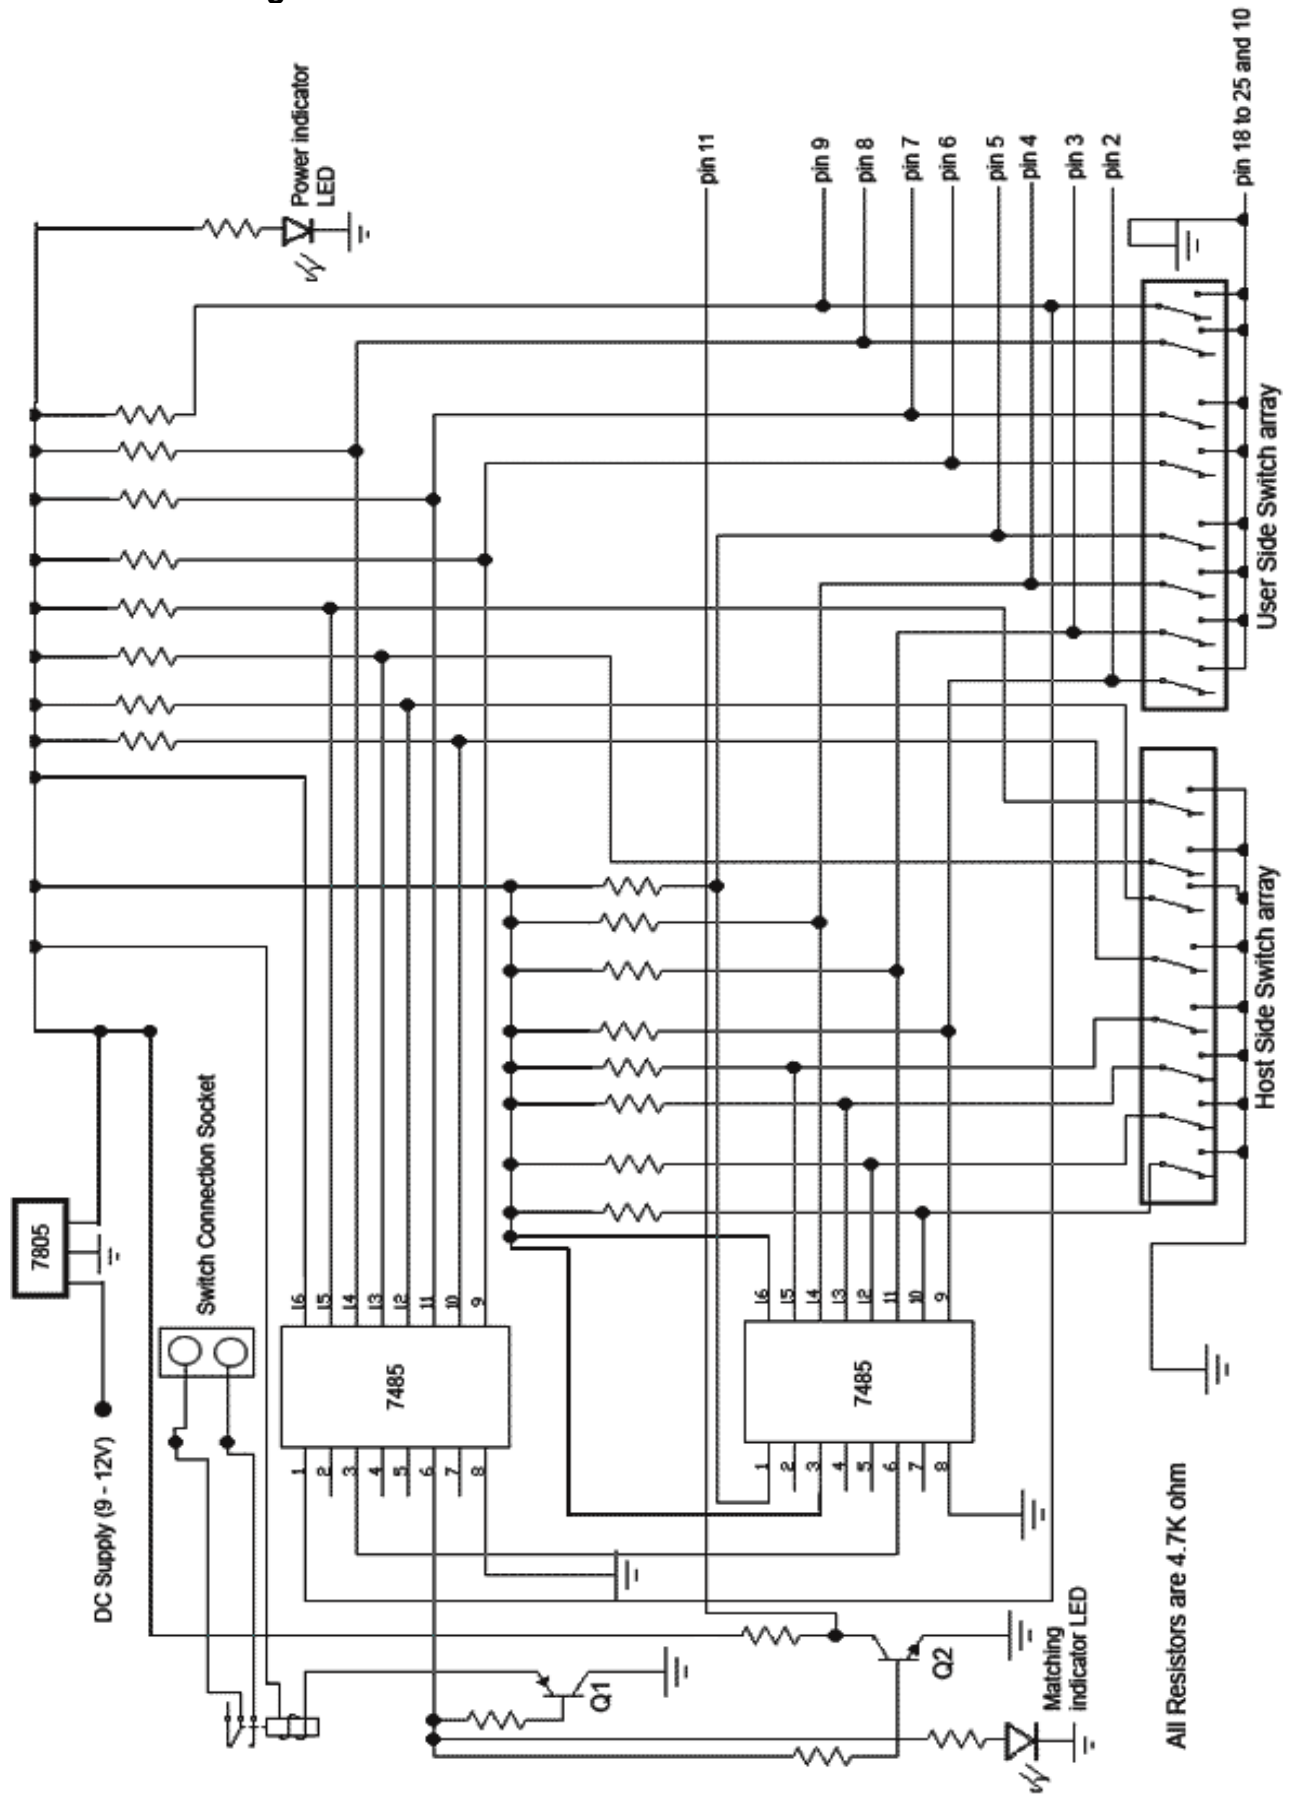 Power indicator
LED
pin 11
pin 9
pin 8
pin 7
pin 6
pin 5
pin 4
pin 3
pin 2
pin 18 to 25 and 10
User Side Switch array
Host Side Switch array
7805
Switch Connection Socket
DC Supply (9 - 12V)
16
15
14
13
12
11
10
9
7485
1
2
3
4
5
6
7
8
16
15
14
13
12
11
10
9
7485
1
2
3
4
5
6
7
8
Q1
Q2
Matching
indicator LED
All Resistors are 4.7K ohm